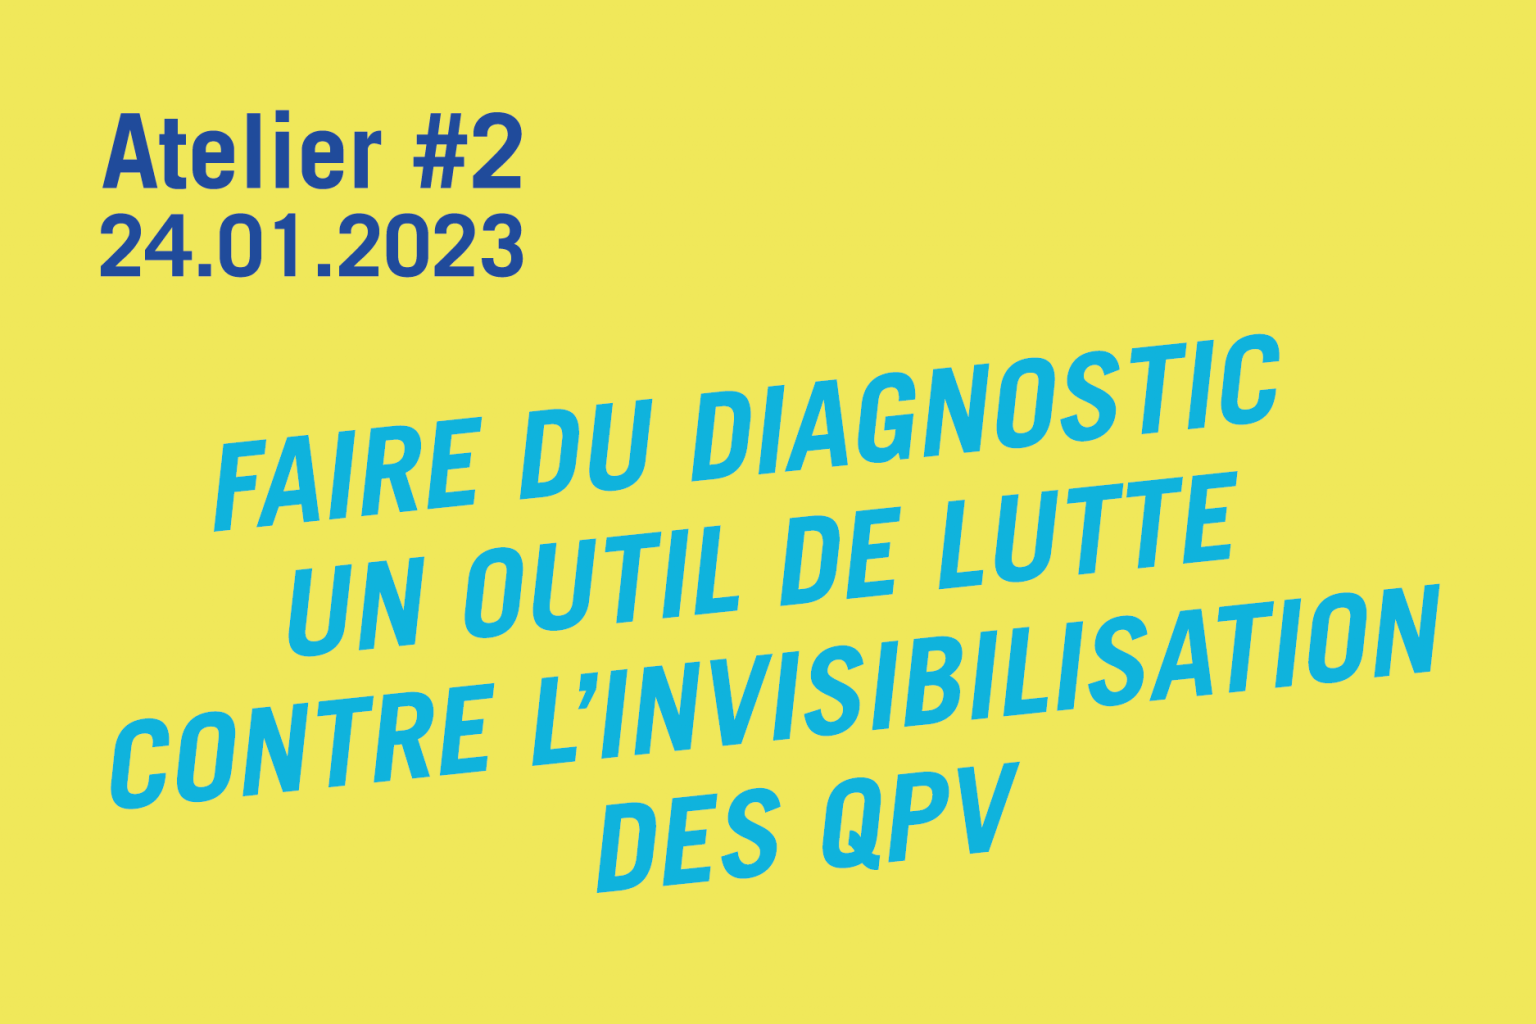 Atelier #2
24.01.2023
FAIRE DU DIAGNOSTIC
UN OUTIL DE LUTTE
CONTRE L’INVISIBILISATION
DES QPV